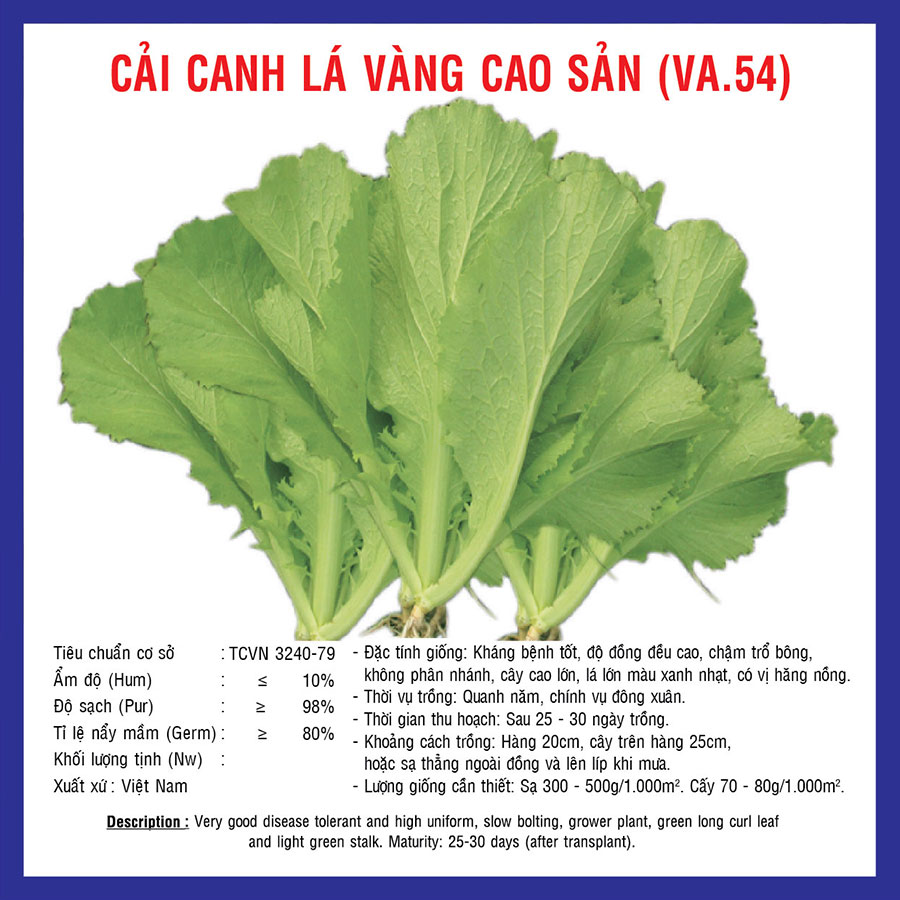 CẢI CANH LÁ VÀNG CAO SẢN (VA.54)
Tiêu chuẩn cơ sở : TCVN 3240-79
Ẩm độ (Hum) : ≤ 10%
Độ sạch (Pur) : ≥ 98%
Tỉ lệ nẩy mầm (Germ) : ≥ 80%
Khối lượng tịnh (Nw) :
Xuất xứ : Việt Nam
- Đặc tính giống: Kháng bệnh tốt, độ đồng đều cao, chậm trổ bông,
không phân nhánh, cây cao lớn, lá lớn màu xanh nhạt, có vị hăng nồng.
- Thời vụ trồng: Quanh năm, chính vụ đông xuân.
- Thời gian thu hoạch: Sau 25 - 30 ngày trồng.
- Khoảng cách trồng: Hàng 20cm, cây trên hàng 25cm,
hoặc sạ thẳng ngoài đồng và lên líp khi mưa.
- Lượng giống cần thiết: Sạ 300 - 500g/1.000m². Cấy 70 - 80g/1.000m².
Description : Very good disease tolerant and high uniform, slow bolting, grower plant, green long curl leaf
and light green stalk. Maturity: 25-30 days (after transplant).